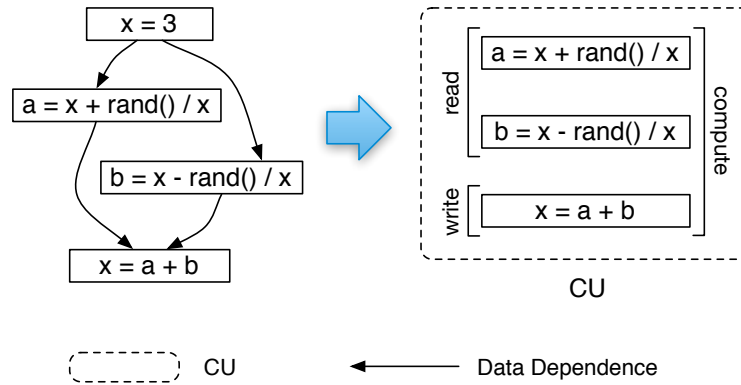 x = 3
a = x + rand() / x
b = x - rand() / x
x = a + b
read
a = x + rand() / x
b = x - rand() / x
compute
write
x = a + b
CU
CU
Data Dependence